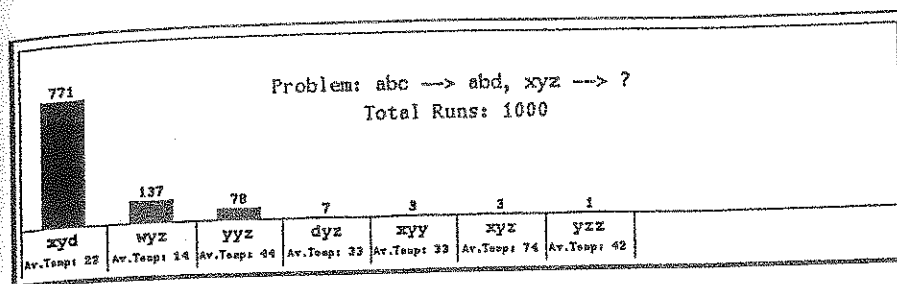 Problem: abc --> abd, xyz --> ?
Total Runs: 1000
771 137 78 7 3 3 1
xyd wyz yyz dyz xyy xyz yzz
Av.Temp: 22 Av.Temp: 14 Av.Temp: 44 Av.Temp: 33 Av.Temp: 33 Av.Temp: 74 Av.Temp: 42